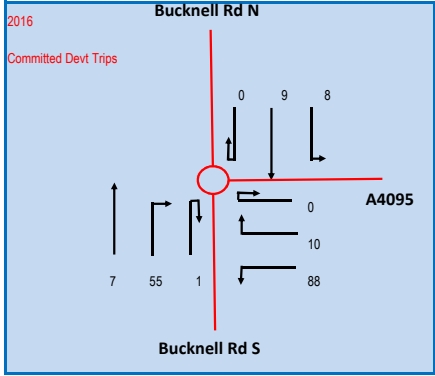 Bucknell Rd N
2016
Committed Devt Trips
0 9 8
0
A4095
10
7 55 1 88
Bucknell Rd S